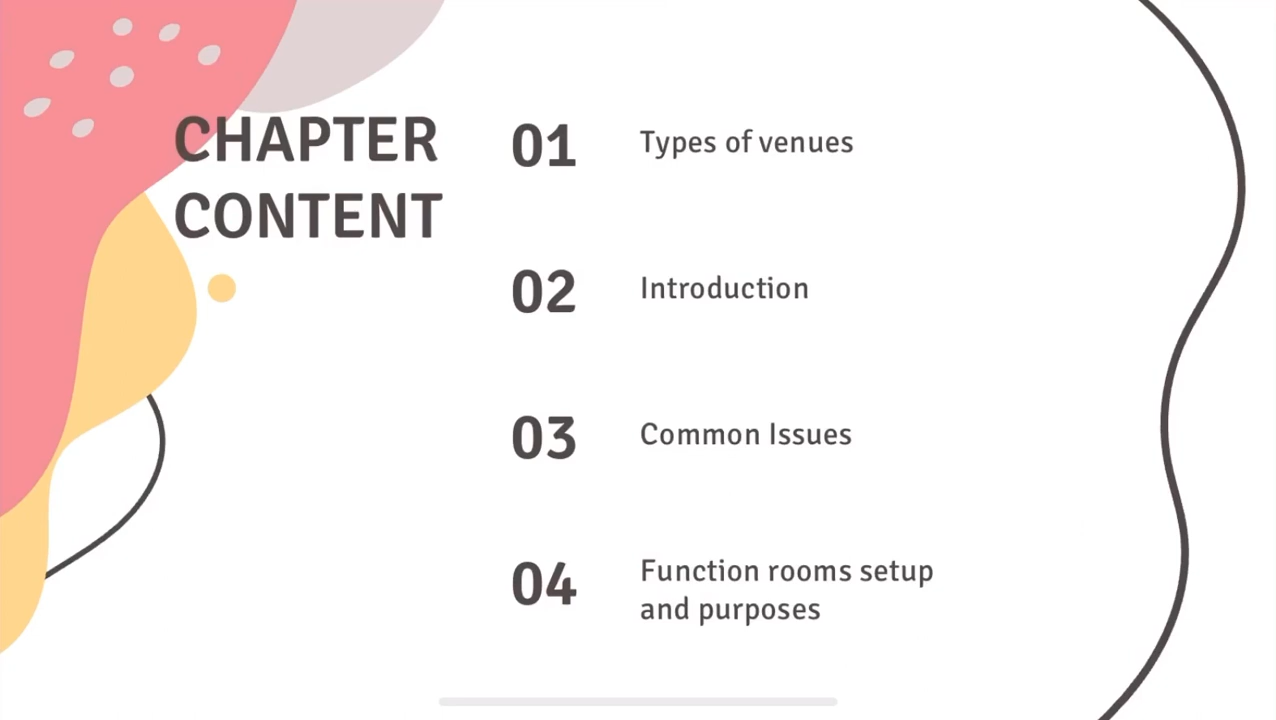 CHAPTER
CONTENT
01
Types of venues
02
Introduction
03
Common Issues
04
Function rooms setup
and purposes